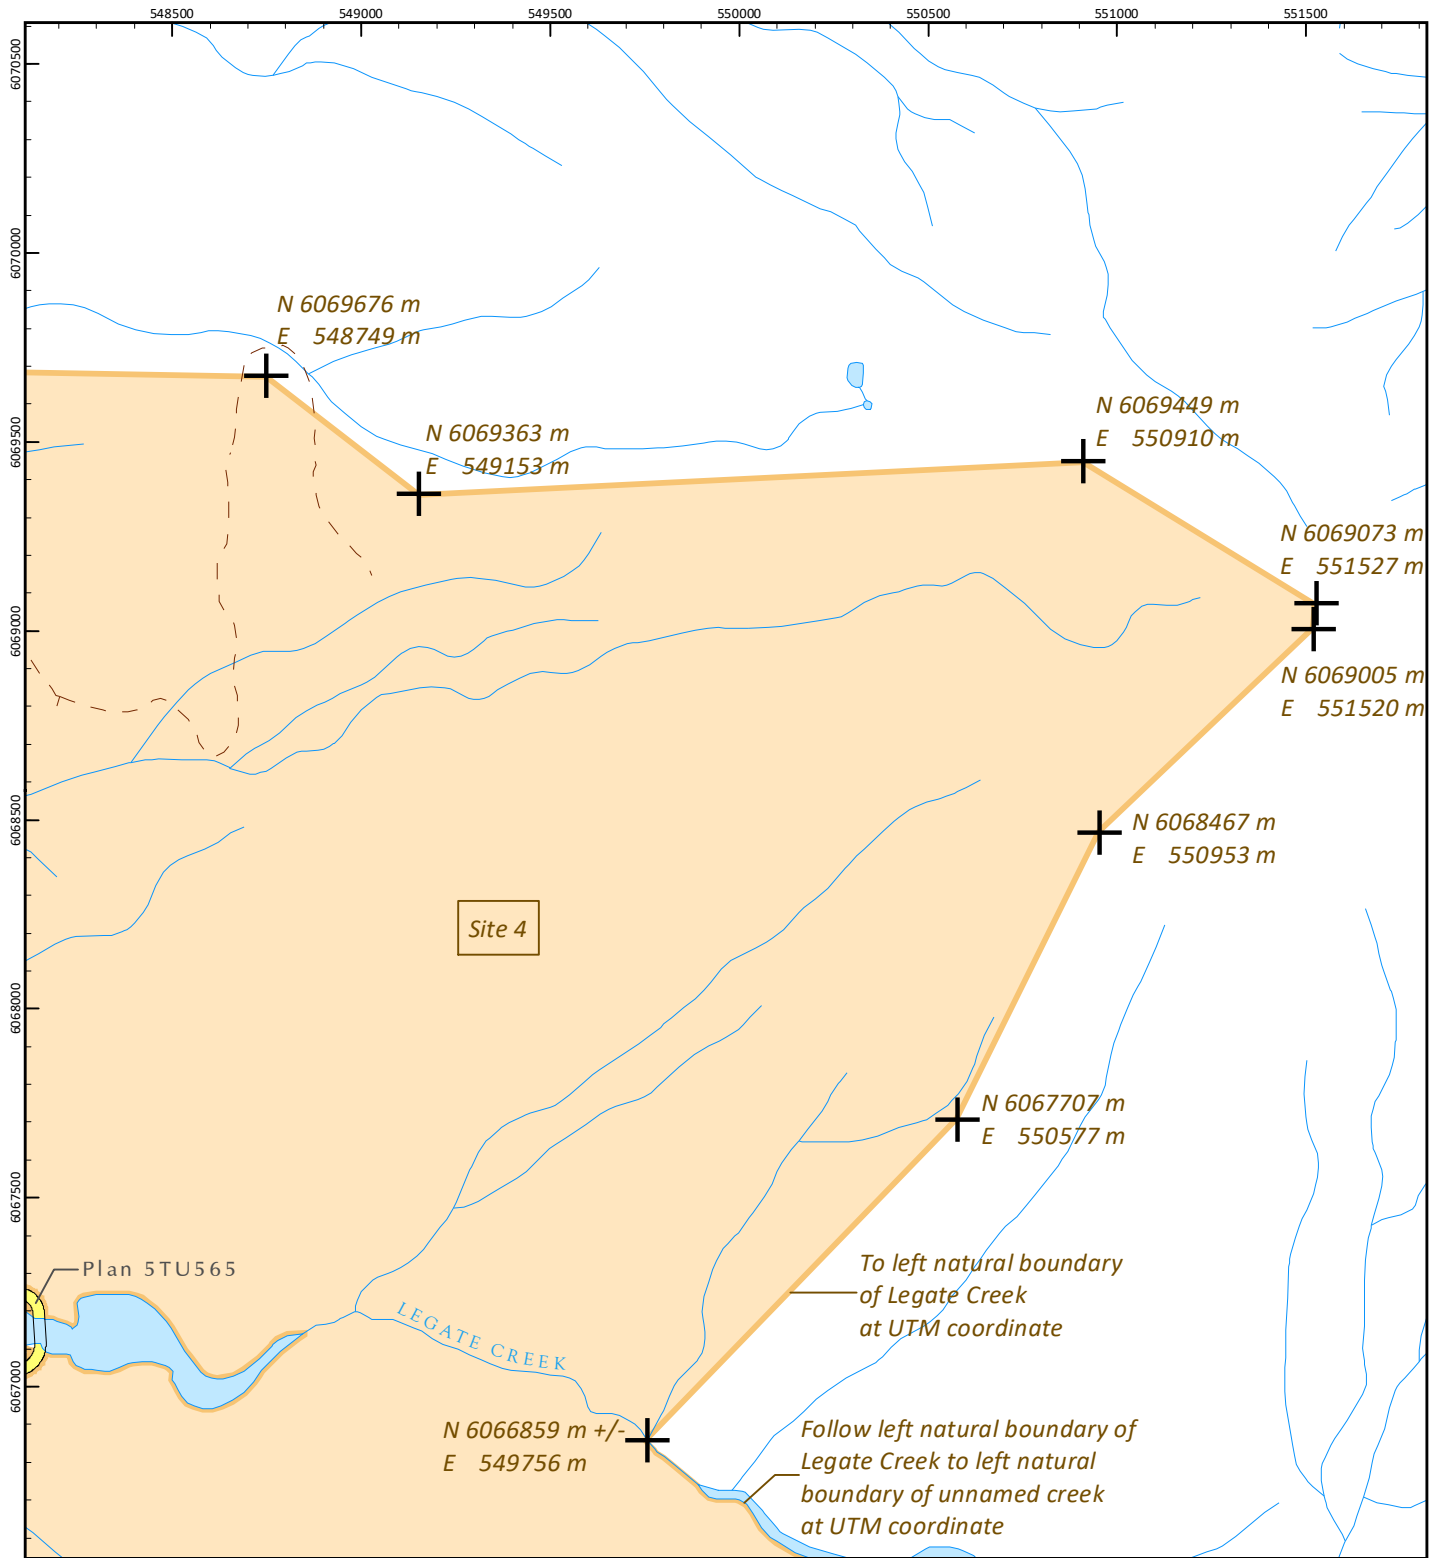 548500 549000 549500 550000 550500 551000 551500
6070500
6070000
6069500
6069000
6068500
6068000
6067500
6067000
N 6069676 m
E 548749 m
N 6069363 m
E 549153 m
N 6069449 m
E 550910 m
N 6069073 m
E 551527 m
N 6069005 m
E 551520 m
N 6068467 m
E 550953 m
Site 4
N 6067707 m
E 550577 m
Plan 5TU565
To left natural boundary
of Legate Creek
at UTM coordinate
LEGATE CREEK
N 6066859 m +/-
E 549756 m
Follow left natural boundary of
Legate Creek to left natural
boundary of unnamed creek
at UTM coordinate